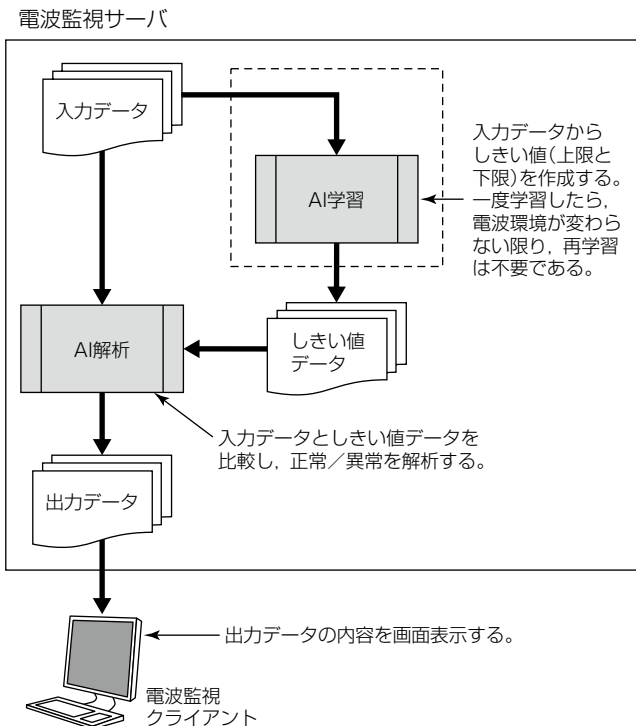 電波監視サーバ
入力データ
AI学習
入力データから
しきい値(上限と
下限)を作成する。
一度学習したら,
電波環境が変わら
ない限り, 再学習
は不要である。
AI解析
しきい値
データ
入力データとしきい値データを
比較し, 正常/異常を解析する。
出力データ
出力データの内容を画面表示する。
電波監視
クライアント